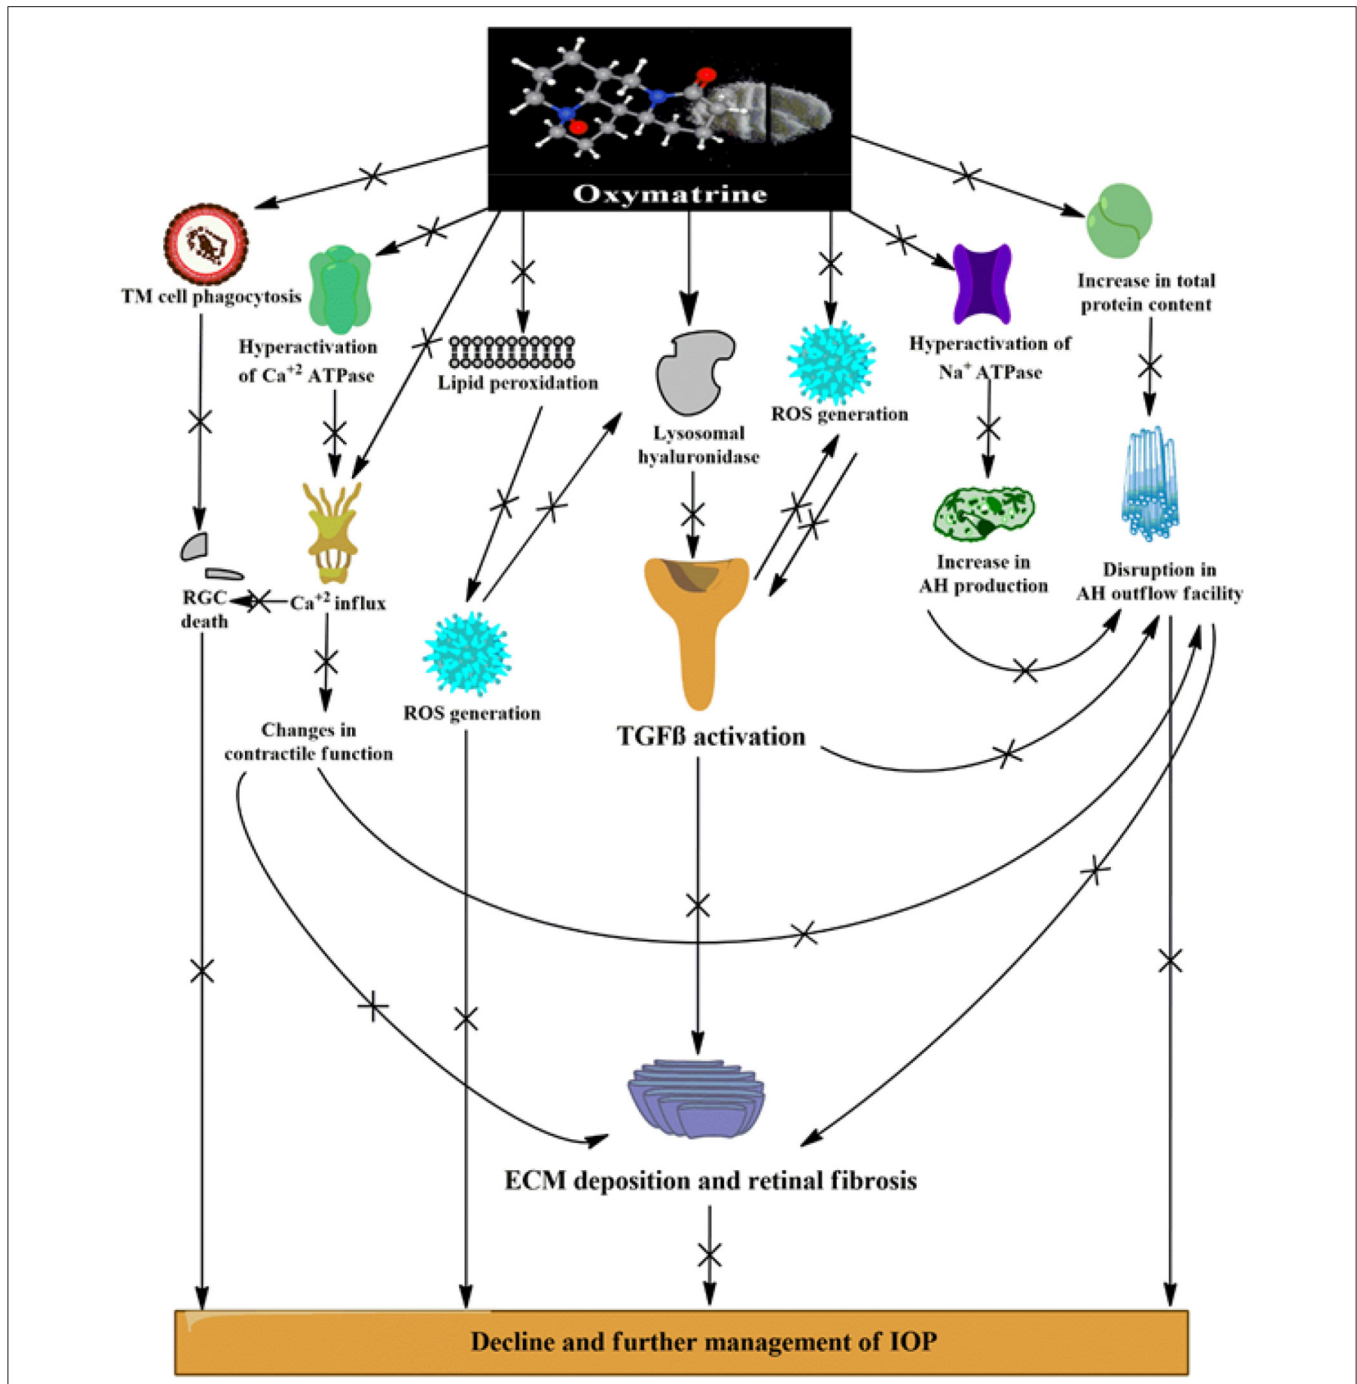 Oxymatrine
TM cell phagocytosis
Hyperactivation
of Ca+2 ATPase
Lipid peroxidation
Lysosomal
hyaluronidase
ROS generation
Hyperactivation of
Na+ ATPase
Increase in total
protein content
RGC
death
Ca+2 influx
Increase in
AH production
Disruption in
AH outflow facility
Changes in
contractile function
ROS generation
TGFß activation
ECM deposition and retinal fibrosis
Decline and further management of IOP